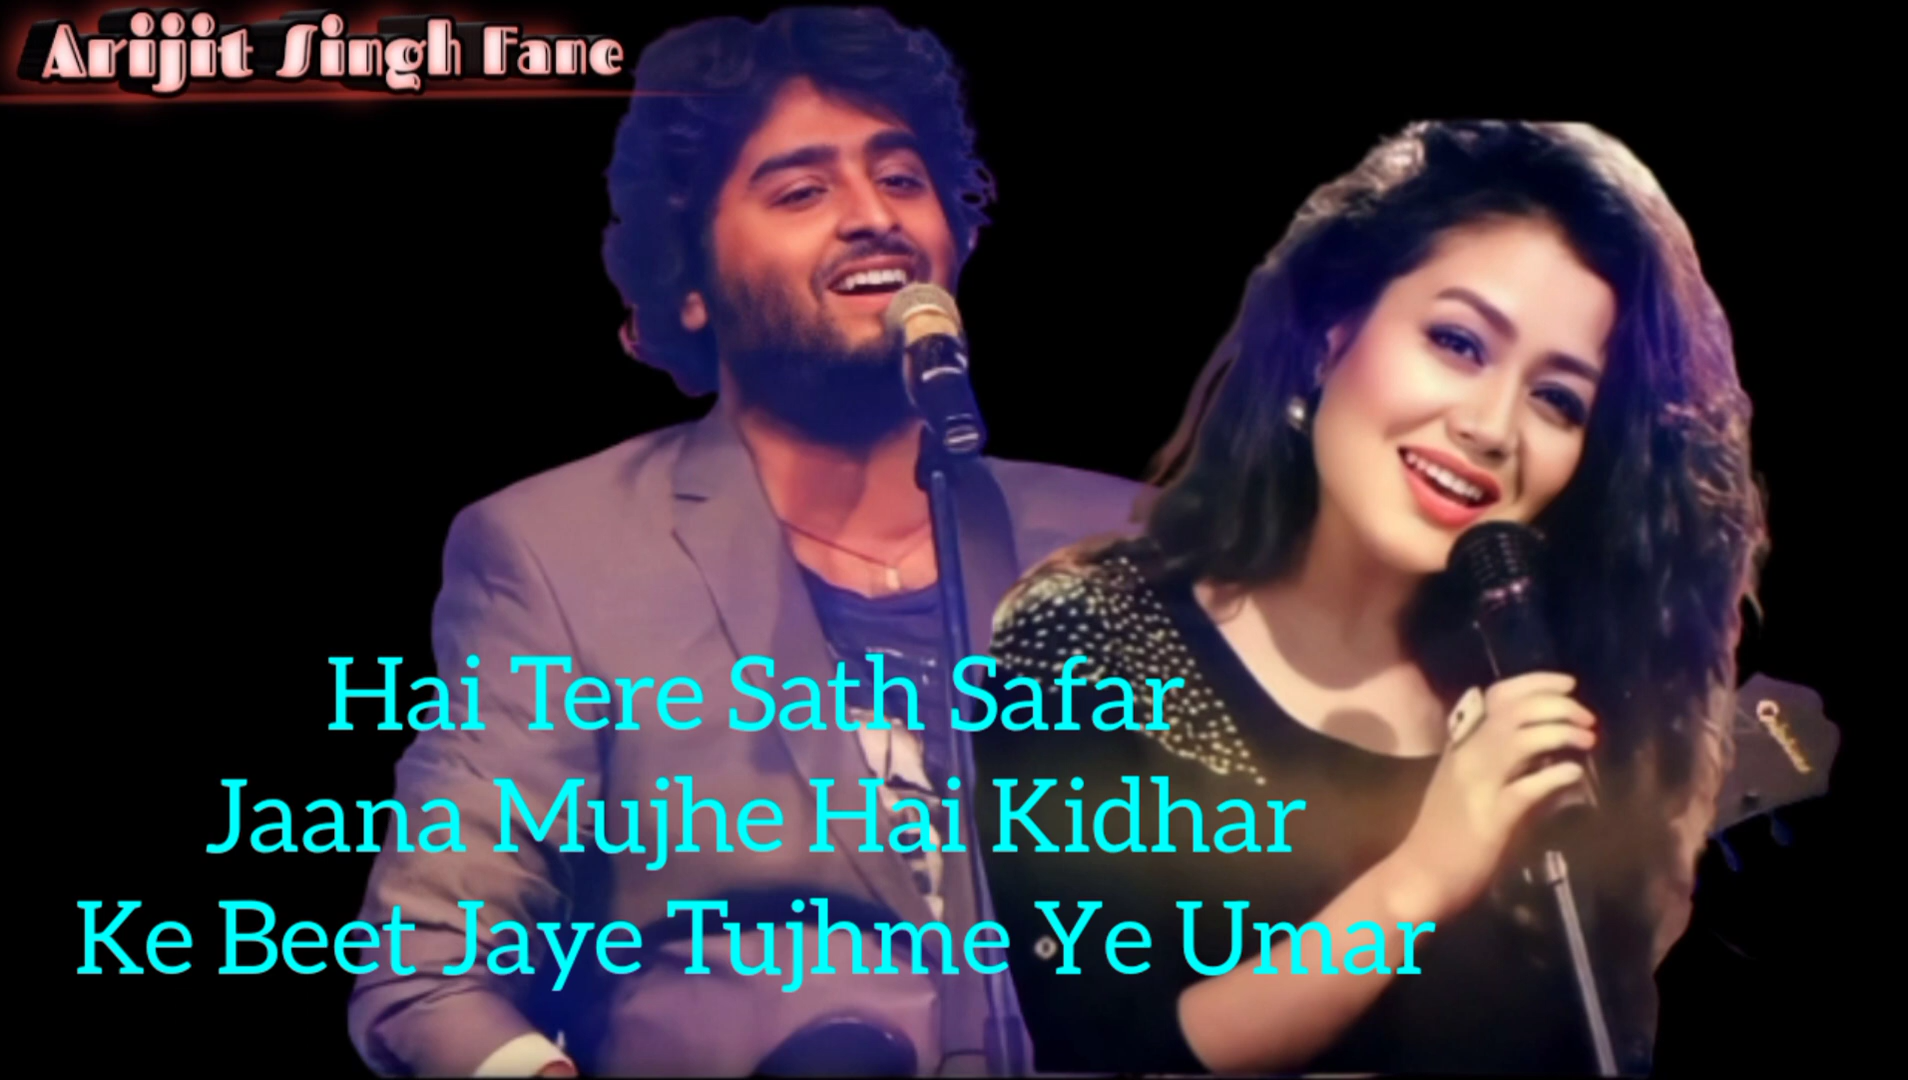 Arijit Singh Fane
Hai Tere Sath Safar
Jaana Mujhe Hai Kidhar
Ke Beet Jaye Tujhme Ye Umar